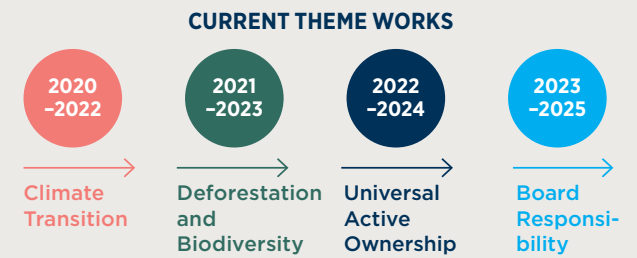 CURRENT THEME WORKS
2020
–2022
2021
–2023
2022
–2024
2023
–2025
Climate
Transition
Deforestation
and
Biodiversity
Universal
Active
Ownership
Board
Responsi-
bility